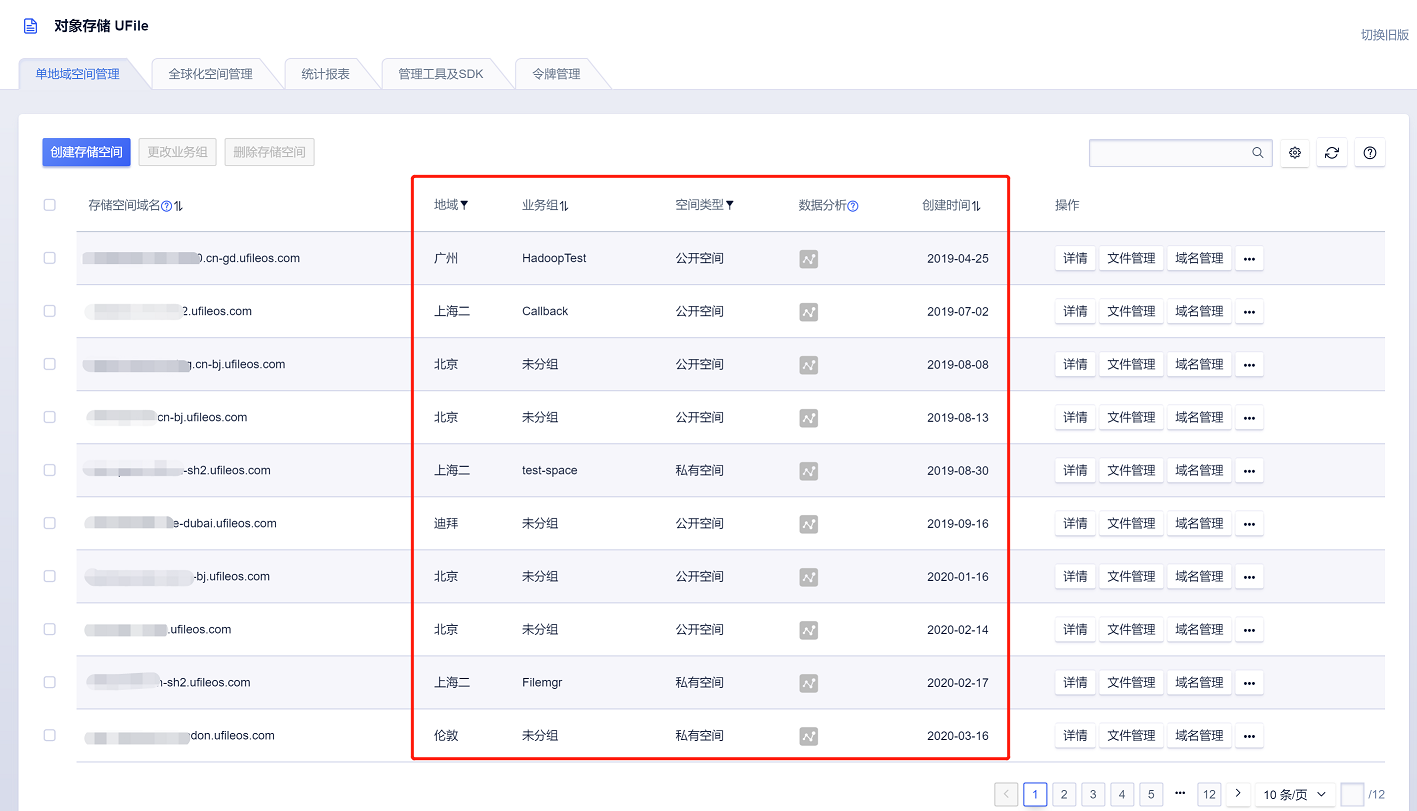 对象存储 UFile
切换旧版
单地域空间管理 全球化空间管理 统计报表 管理工具及SDK 令牌管理
创建存储空间 更改业务组 删除存储空间
存储空间域名 地域 业务组 空间类型 数据分析 创建时间 操作
.cn-gd.ufileos.com 广州 HadoopTest 公开空间 2019-04-25 详情 文件管理 域名管理 •••
2.ufileos.com 上海二 Callback 公开空间 2019-07-02 详情 文件管理 域名管理 •••
.cn-bj.ufileos.com 北京 未分组 公开空间 2019-08-08 详情 文件管理 域名管理 •••
cn-bj.ufileos.com 北京 未分组 公开空间 2019-08-13 详情 文件管理 域名管理 •••
-sh2.ufileos.com 上海二 test-space 私有空间 2019-08-30 详情 文件管理 域名管理 •••
e-dubai.ufileos.com 迪拜 未分组 公开空间 2019-09-16 详情 文件管理 域名管理 •••
-bj.ufileos.com 北京 未分组 公开空间 2020-01-16 详情 文件管理 域名管理 •••
.ufileos.com 北京 未分组 公开空间 2020-02-14 详情 文件管理 域名管理 •••
-sh2.ufileos.com 上海二 Filemgr 私有空间 2020-02-17 详情 文件管理 域名管理 •••
don.ufileos.com 伦敦 未分组 私有空间 2020-03-16 详情 文件管理 域名管理 •••
< 1 2 3 4 5 ••• 12 > 10 条/页 /12